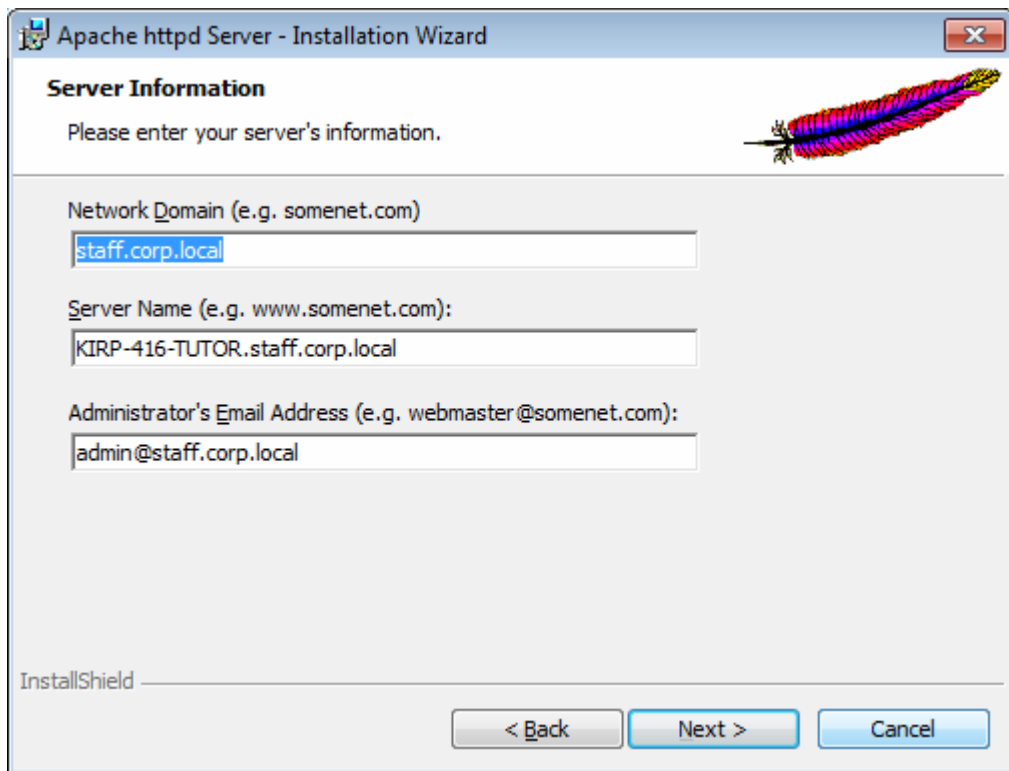 Apache httpd Server - Installation Wizard
Server Information
Please enter your server's information.
Network Domain (e.g. somenet.com)
staff.corp.local
Server Name (e.g. www.somenet.com):
KIRP-416-TUTOR.staff.corp.local
Administrator's Email Address (e.g. webmaster@somenet.com):
admin@staff.corp.local
InstallShield
< Back Next > Cancel